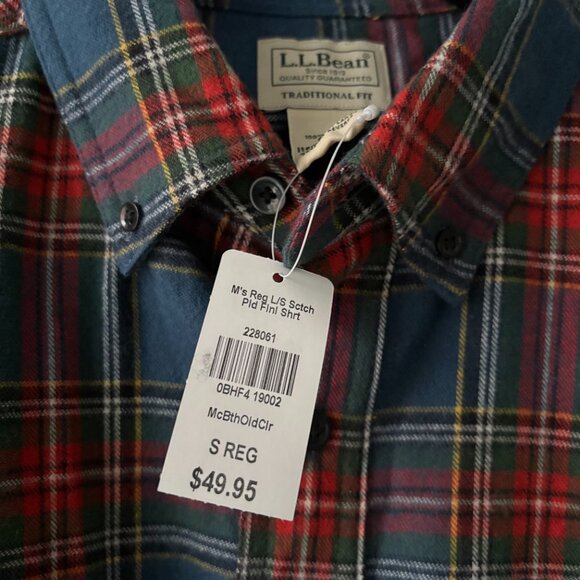 L.L.Bean
SINCE 1912
QUALITY GUARANTEED
TRADITIONAL FIT
100%
M's Reg L/S Sctch
Pld Flnl Shrt
228061
0BHF4 19002
McBthOldClr
S REG
$49.95